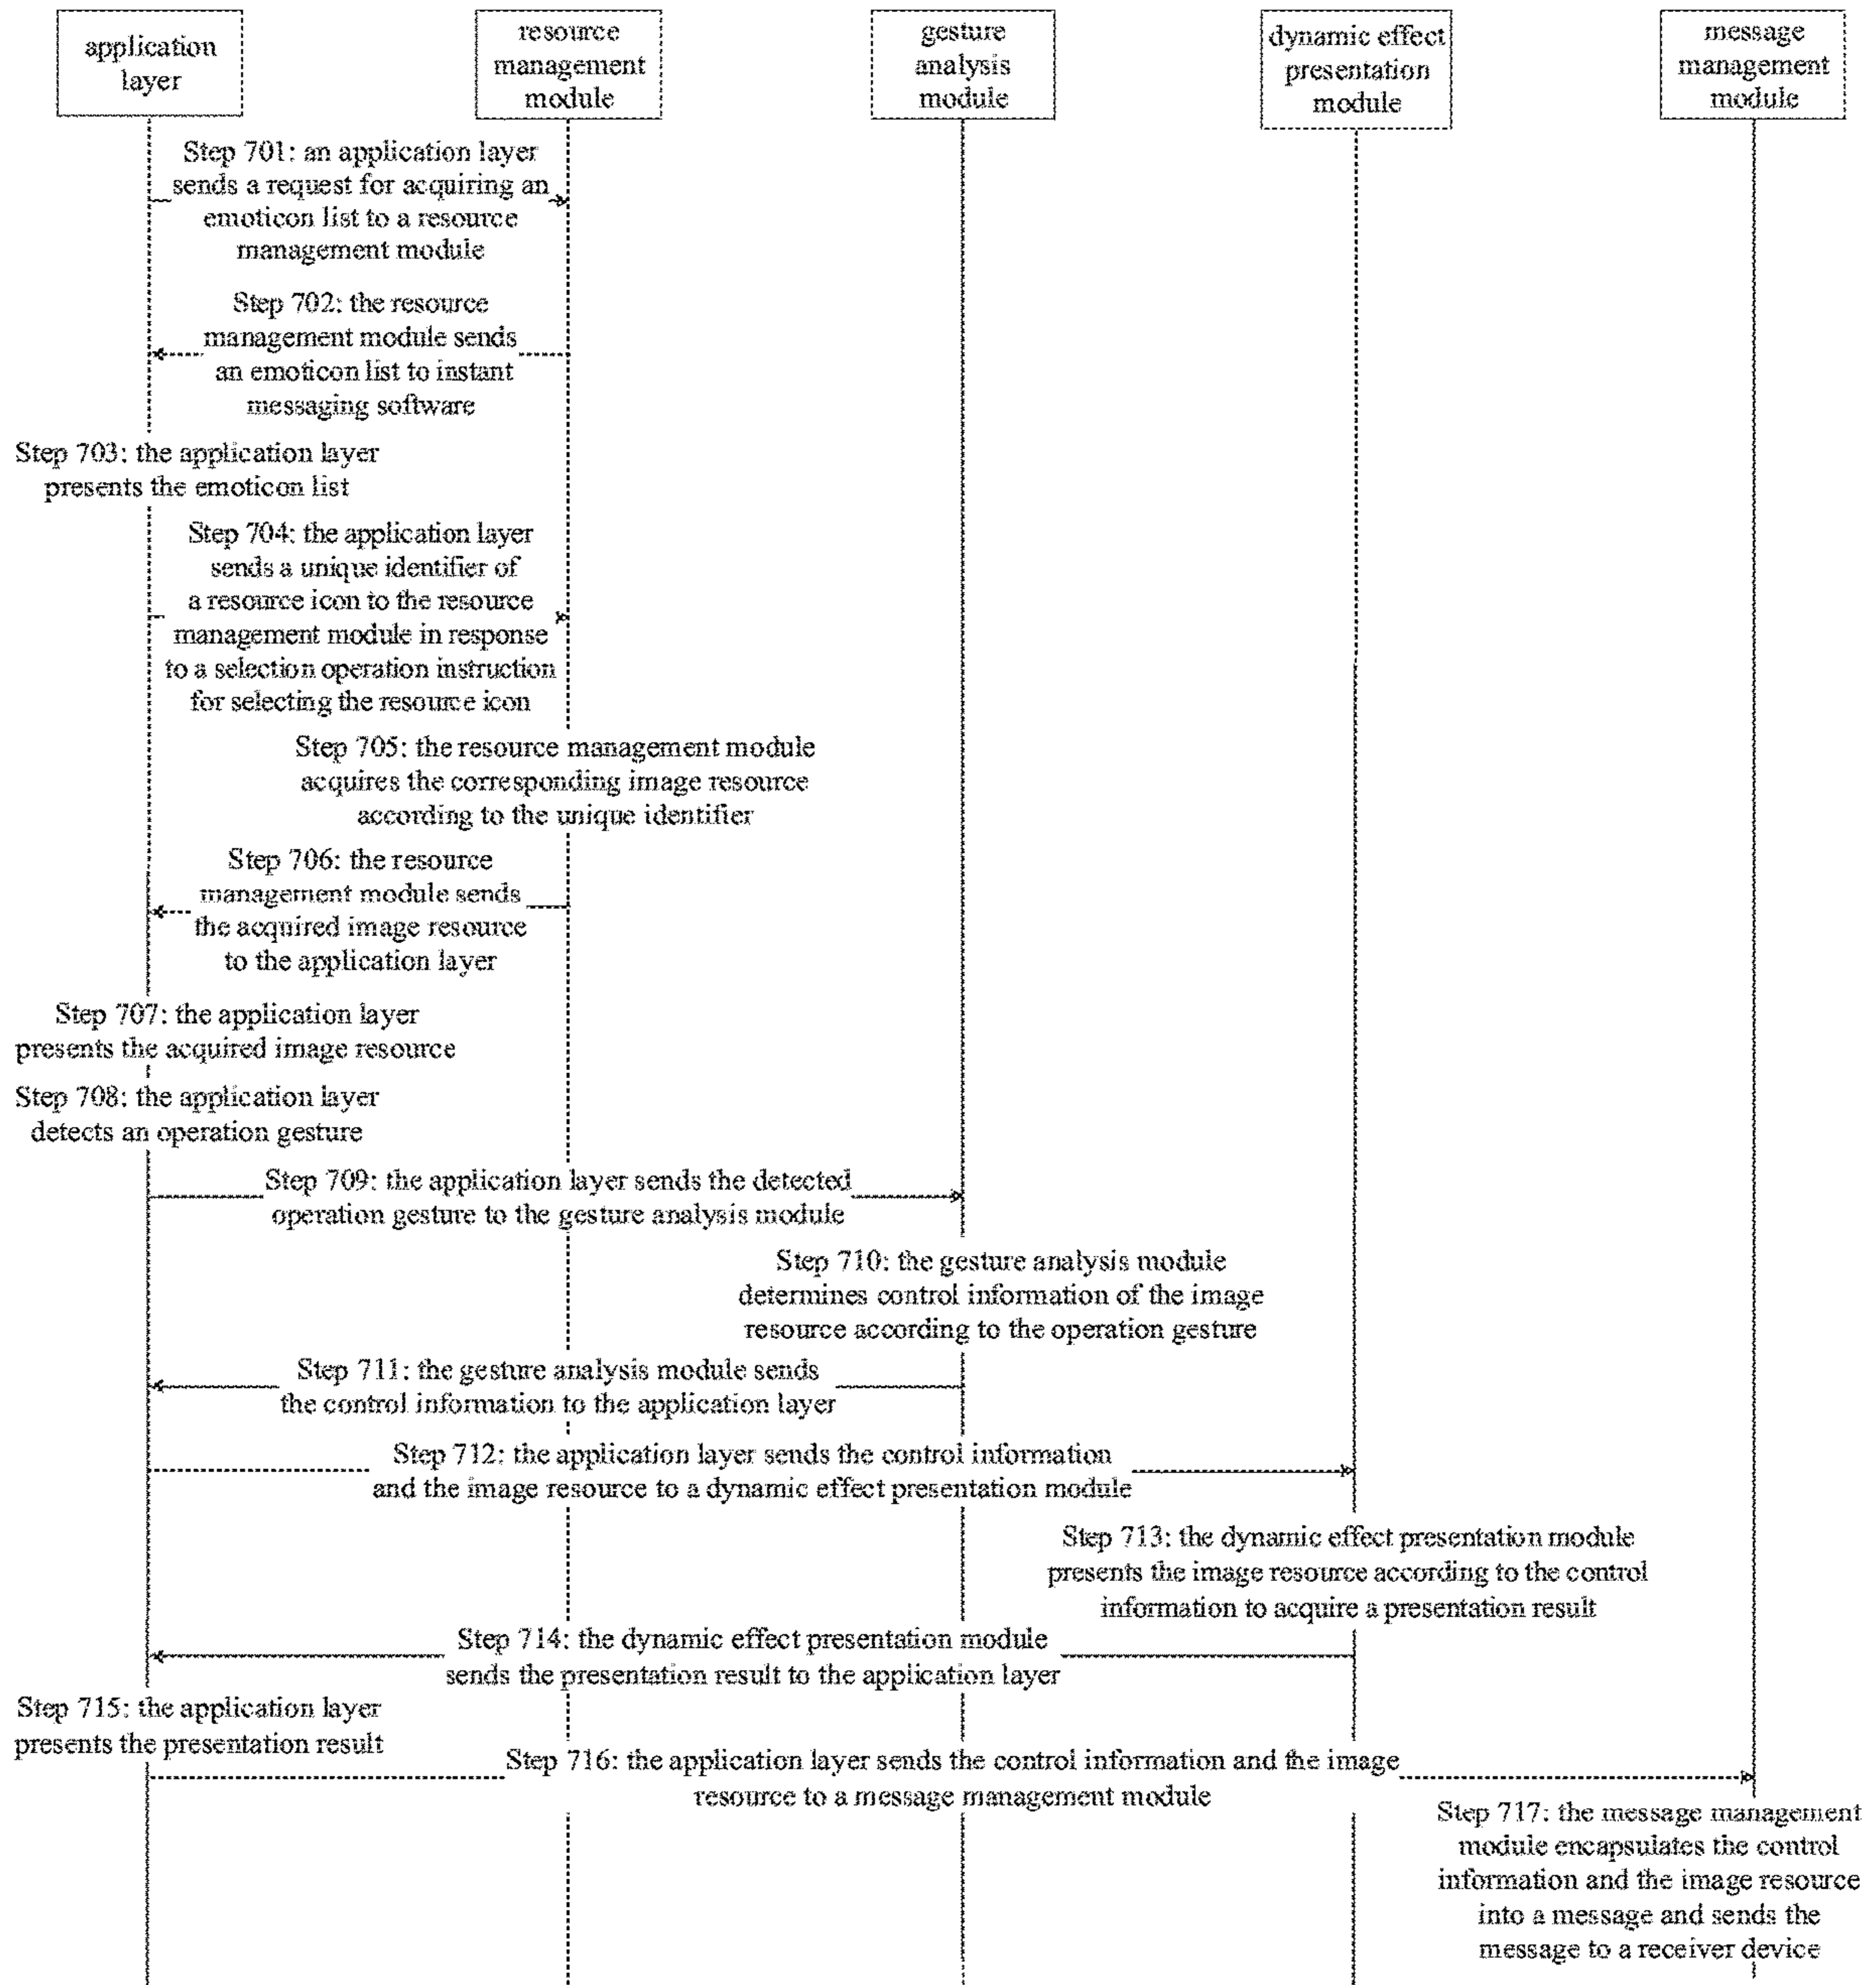 application
layer
resource
management
module
gesture
analysis
module
dynamic effect
presentation
module
message
management
module
Step 701: an application layer
sends a request for acquiring an
emoticon list to a resource
management module
Step 702: the resource
management module sends
an emoticon list to instant
messaging software
Step 703: the application layer
presents the emoticon list
Step 704: the application layer
sends a unique identifier of
a resource icon to the resource
management module in response
to a selection operation instruction
for selecting the resource icon
Step 705: the resource management module
acquires the corresponding image resource
according to the unique identifier
Step 706: the resource
management module sends
the acquired image resource
to the application layer
Step 707: the application layer
presents the acquired image resource
Step 708: the application layer
detects an operation gesture
Step 709: the application layer sends the detected
operation gesture to the gesture analysis module
Step 710: the gesture analysis module
determines control information of the image
resource according to the operation gesture
Step 711: the gesture analysis module sends
the control information to the application layer
Step 712: the application layer sends the control information
and the image resource to a dynamic effect presentation module
Step 713: the dynamic effect presentation module
presents the image resource according to the control
information to acquire a presentation result
Step 714: the dynamic effect presentation module
sends the presentation result to the application layer
Step 715: the application layer
presents the presentation result
Step 716: the application layer sends the control information and the image
resource to a message management module
Step 717: the message management
module encapsulates the control
information and the image resource
into a message and sends the
message to a receiver device